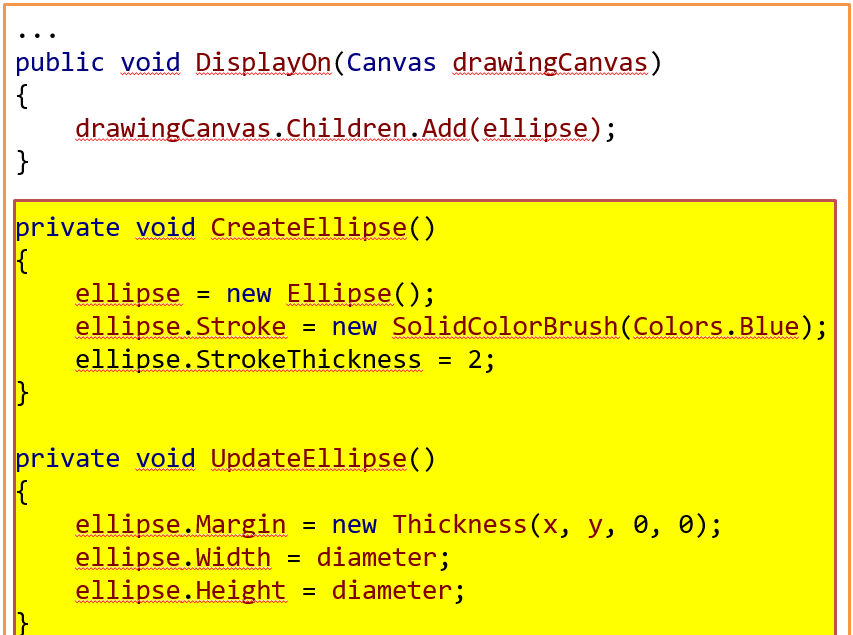 ...
public void DisplayOn(Canvas drawingCanvas)
{
    drawingCanvas.Children.Add(ellipse);
}
private void CreateEllipse()
{
    ellipse = new Ellipse();
    ellipse.Stroke = new SolidColorBrush(Colors.Blue);
    ellipse.StrokeThickness = 2;
}
private void UpdateEllipse()
{
    ellipse.Margin = new Thickness(x, y, 0, 0);
    ellipse.Width = diameter;
    ellipse.Height = diameter;
}